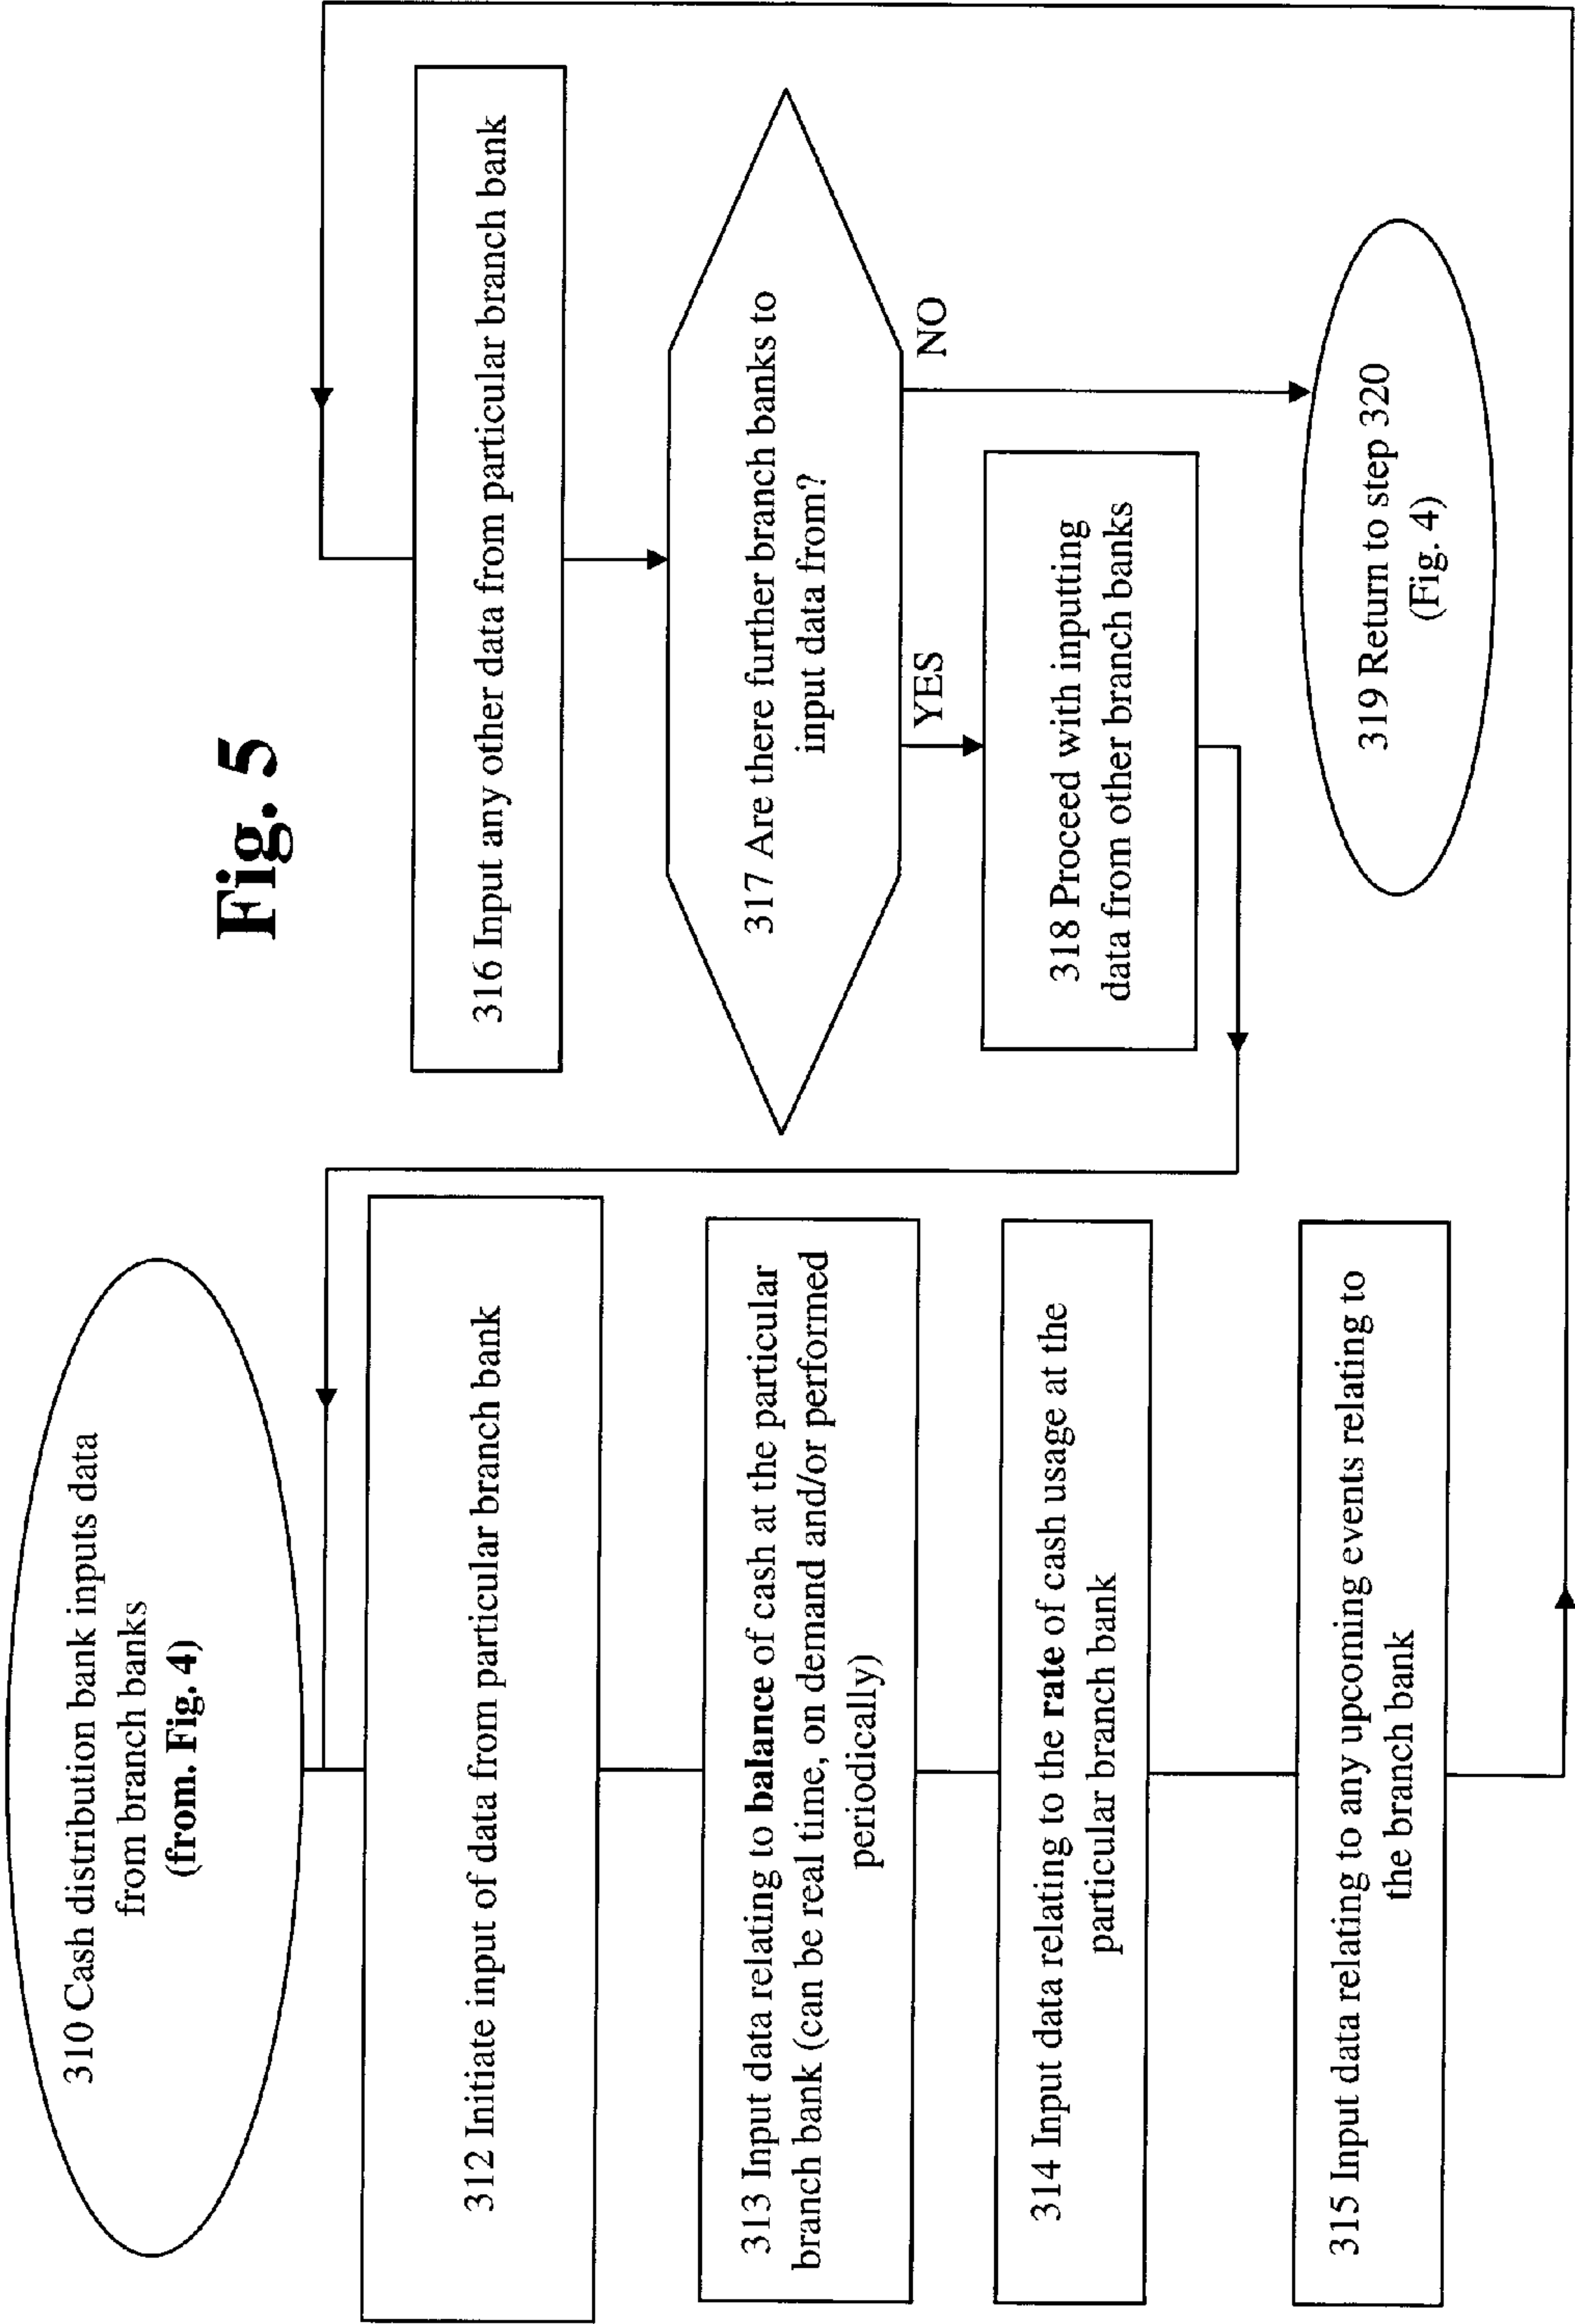 Fig. 5
310 Cash distribution bank inputs data
from branch banks
(from. Fig. 4)
312 Initiate input of data from particular branch bank
313 Input data relating to balance of cash at the particular
branch bank (can be real time, on demand and/or performed
periodically)
314 Input data relating to the rate of cash usage at the
particular branch bank
315 Input data relating to any upcoming events relating to
the branch bank
316 Input any other data from particular branch bank
317 Are there further branch banks to
input data from?
YES
NO
318 Proceed with inputting
data from other branch banks
319 Return to step 320
(Fig. 4)